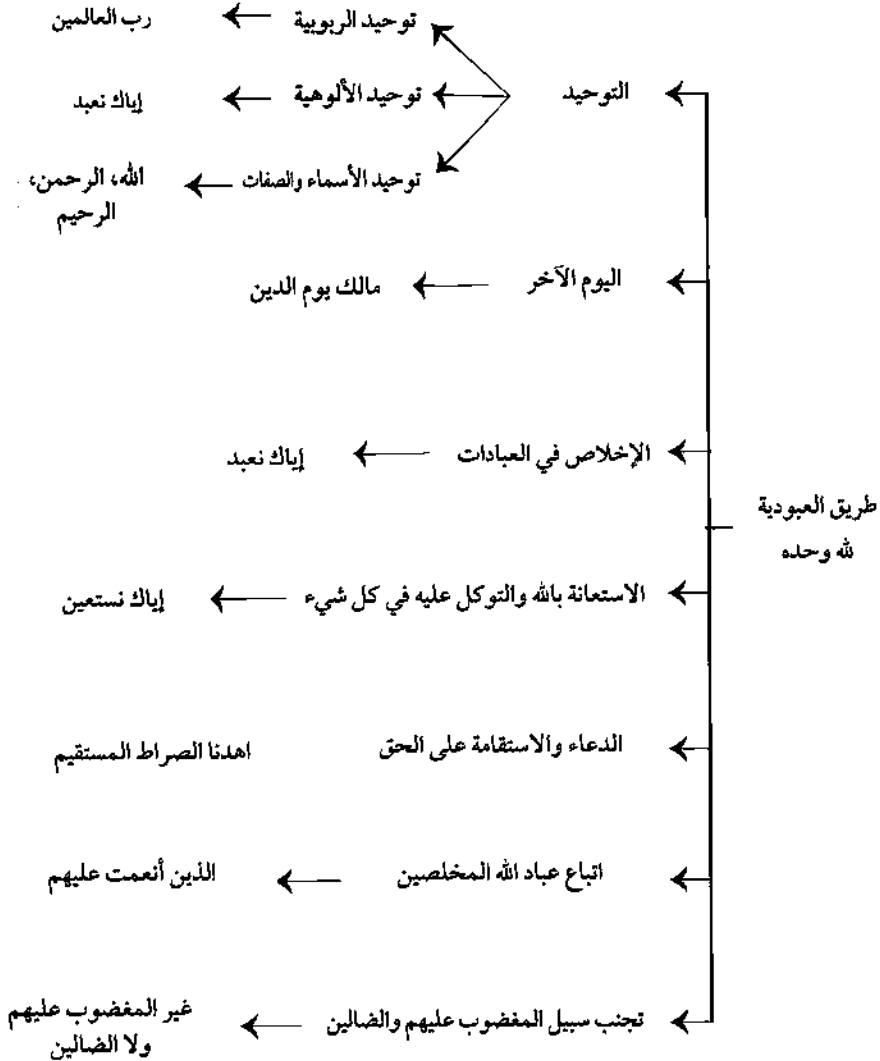 توحيد الربوبية رب العالمين
التوحيد توحيد الألوهية إياك نعبد
توحيد الأسماء والصفات الله، الرحمن،
الرحيم
اليوم الآخر مالك يوم الدين
الإخلاص في العبادات إياك نعبد
طريق العبودية
لله وحده
الاستعانة بالله والتوكل عليه في كل شيء إياك نستعين
الدعاء والاستقامة على الحق اهدنا الصراط المستقيم
اتباع عباد الله المخلصين الذين أنعمت عليهم
تجنب سبيل المغضوب عليهم والضالين غير المغضوب عليهم
ولا الضالين